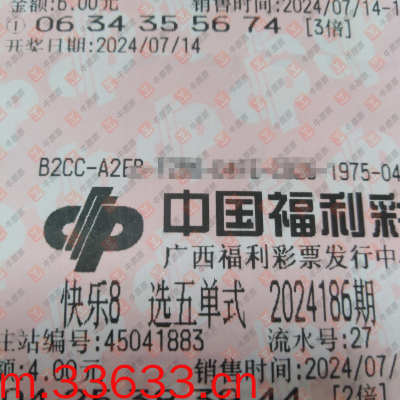 金额:6.00元 销售时间:2024/07/14-1
① 06 34 35 56 74 [3倍]
开奖日期:2024/07/14
B2CC-A2EB 1975-04
中国福利彩
广西福利彩票发行中
快乐8 选五单式 2024186期
注站编号:45041883 流水号:27
额:4.00元 销售时间:2024/07/
m.33633.cn
[2倍]